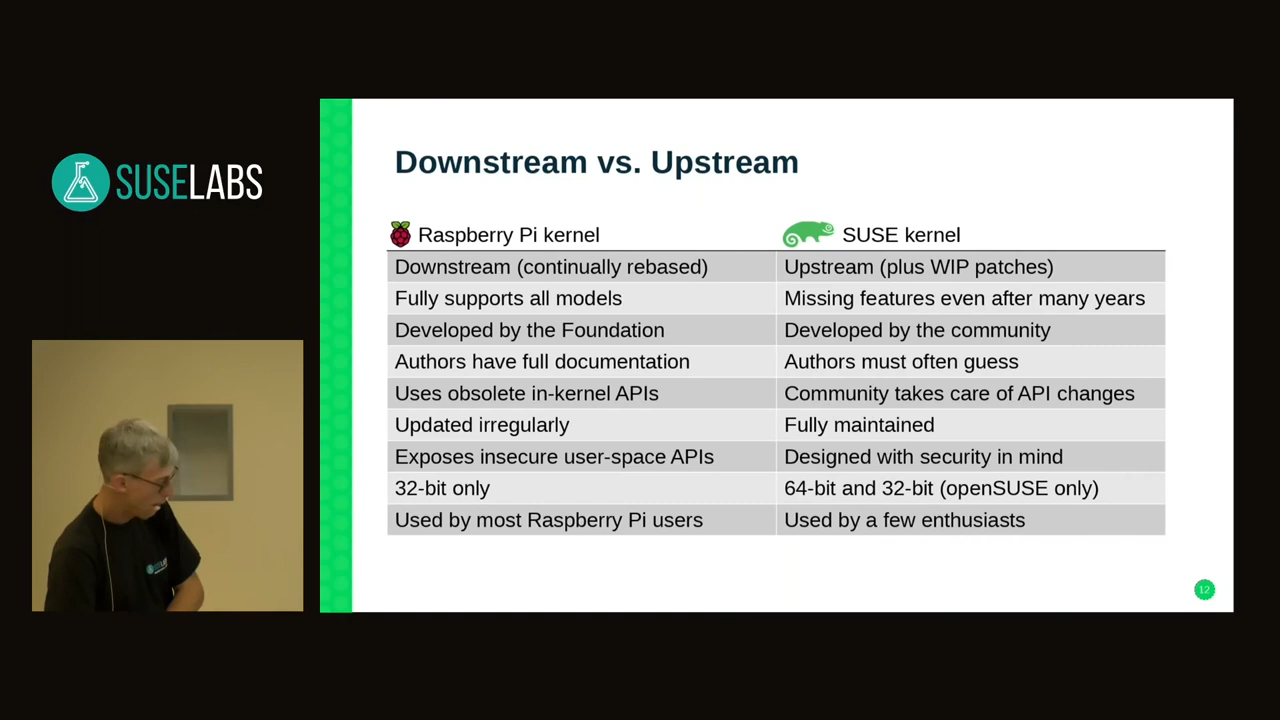 SUSELABS
Downstream vs. Upstream
Raspberry Pi kernel SUSE kernel
Downstream (continually rebased) Upstream (plus WIP patches)
Fully supports all models Missing features even after many years
Developed by the Foundation Developed by the community
Authors have full documentation Authors must often guess
Uses obsolete in-kernel APIs Community takes care of API changes
Updated irregularly Fully maintained
Exposes insecure user-space APIs Designed with security in mind
32-bit only 64-bit and 32-bit (openSUSE only)
Used by most Raspberry Pi users Used by a few enthusiasts
12